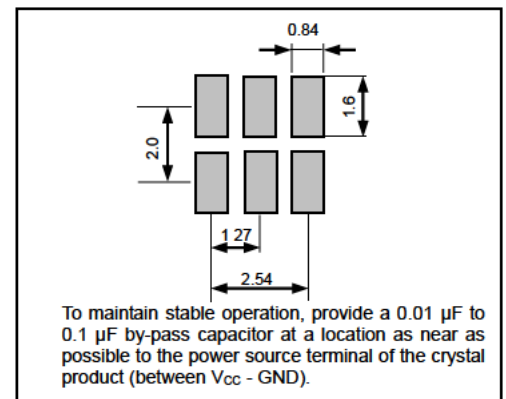 0.84
1.6
2.0
1 27
2.54
To maintain stable operation, provide a 0.01 µF to
0.1 µF by-pass capacitor at a location as near as
possible to the power source terminal of the crystal
product (between VCC - GND).